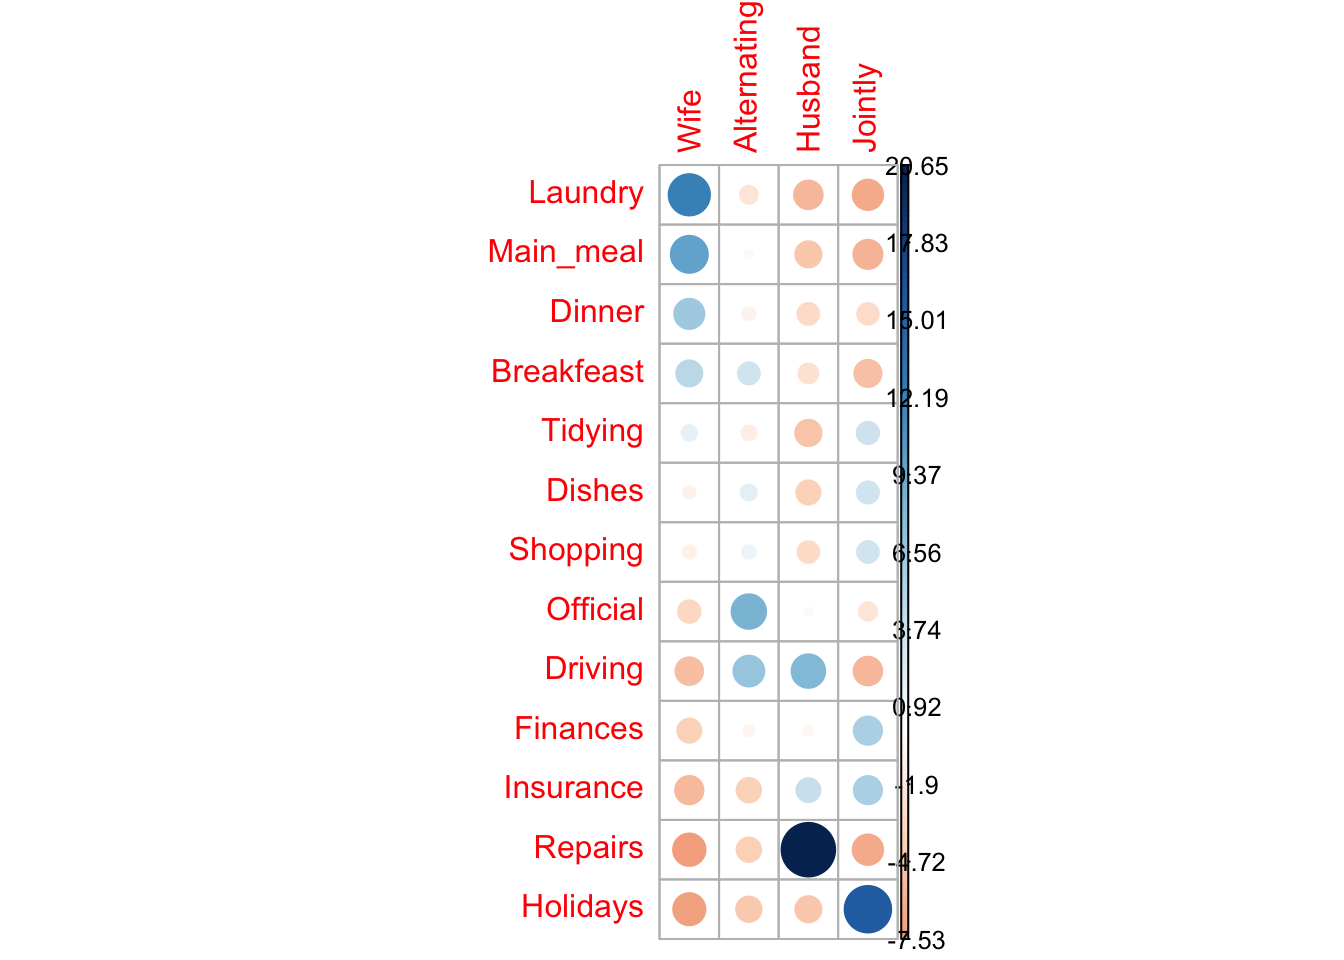 Wife
Alternating
Husband
Jointly
20.65
Laundry
17.83
Main_meal
Dinner
15.01
Breakfeast
12.19
Tidying
9.37
Dishes
Shopping
6.56
Official
3.74
Driving
0.92
Finances
Insurance
-1.9
Repairs
-4.72
Holidays
-7.53